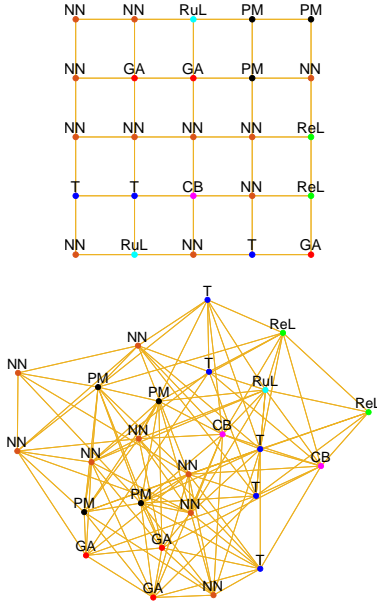 NN NN RuL PM PM
NN GA GA PM NN
NN NN NN NN ReL
T T CB NN ReL
NN RuL NN T GA
T
ReL
NN
NN PM PM T RuL
ReL
NN NN NN CB T
CB
NN
PM PM NN T
GA GA
T
GA NN